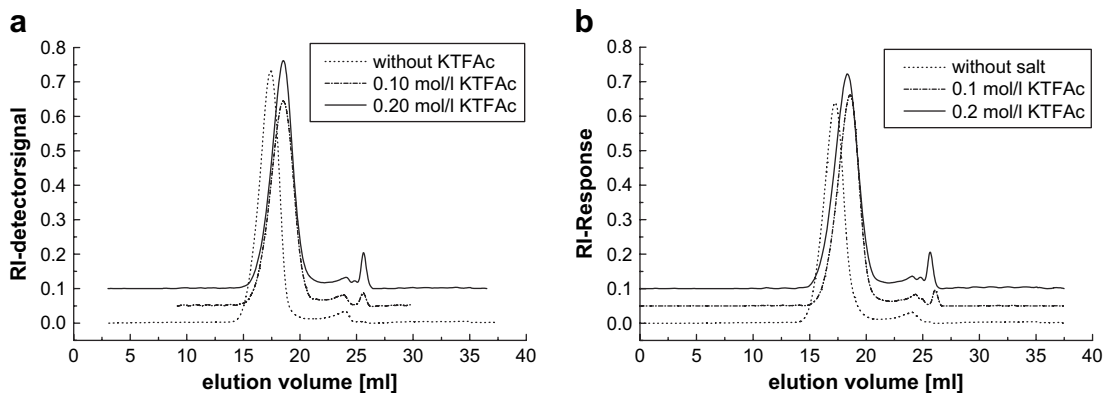 a
0.8
0.7
0.6
0.5
0.4
0.3
0.2
0.1
0.0
RI-detectorsignal
without KTFAc
0.10 mol/l KTFAc
0.20 mol/l KTFAc
0 5 10 15 20 25 30 35 40
elution volume [ml]
b
0.8
0.7
0.6
0.5
0.4
0.3
0.2
0.1
0.0
RI-Response
without salt
0.1 mol/l KTFAc
0.2 mol/l KTFAc
0 5 10 15 20 25 30 35 40
elution volume [ml]